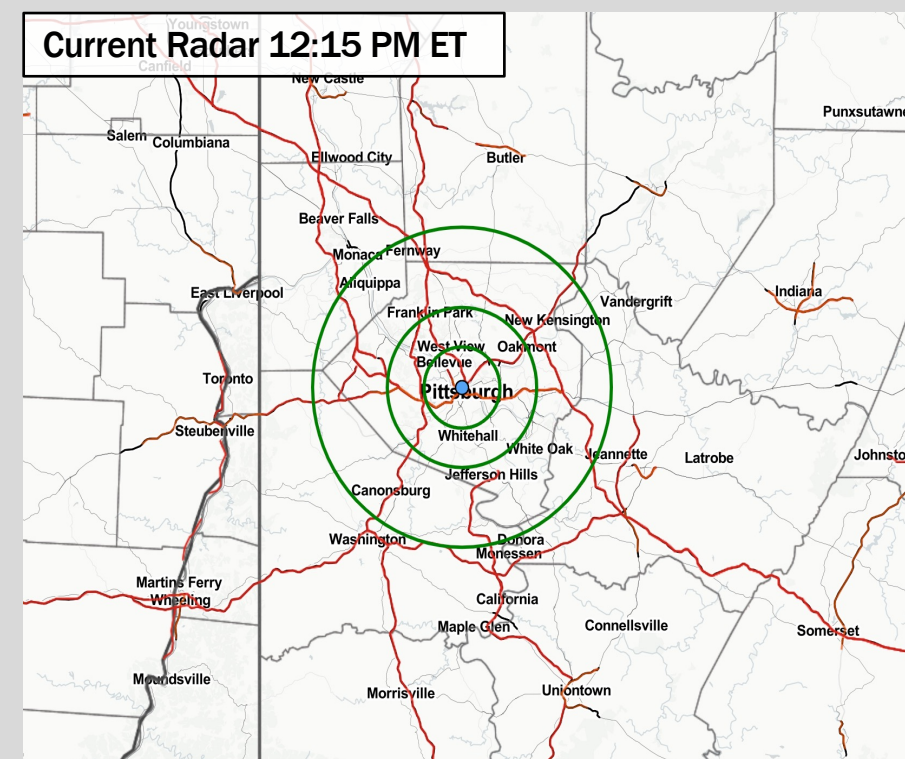 Youngstown
Current Radar 12:15 PM ET
Canfield
New Castle
Punxsutawne
Salem
Columbiana
Ellwood City
Butler
Beaver Falls
Monaca
Fernway
Aliquippa
East Liverpool
Indiana
Vandergrift
Franklin Park
New Kensington
West View
Oakmont
Bellevue
Toronto
Pittsburgh
Steubenville
Whitehall
White Oak
Jeannette
Latrobe
Johnsto
Jefferson Hills
Canonsburg
Washington
Donora
Monessen
Martins Ferry
Wheeling
California
Maple Glen
Connellsville
Somerset
Moundsville
Morrisville
Uniontown